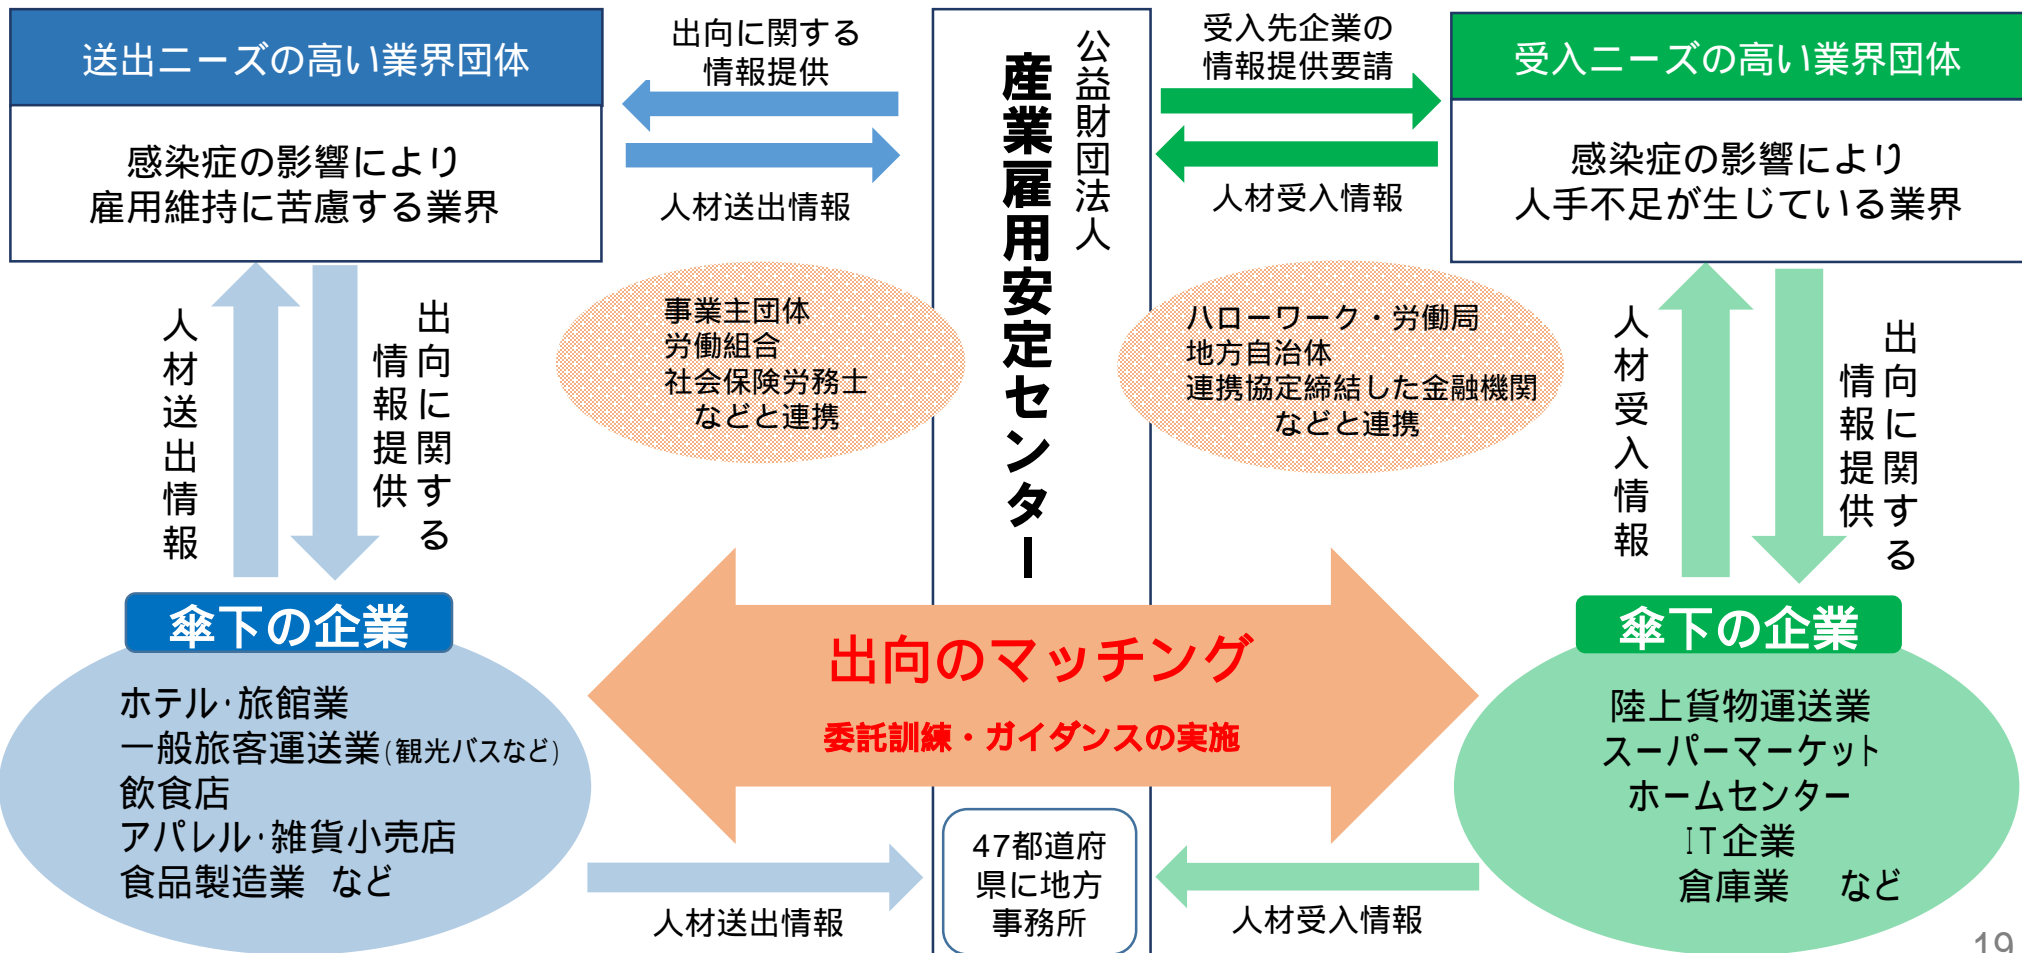 送出ニーズの高い業界団体
感染症の影響により
雇用維持に苦慮する業界
出向に関する
情報提供
人材送出情報
公益財団法人
産業雇用安定センター
受入先企業の
情報提供要請
人材受入情報
受入ニーズの高い業界団体
感染症の影響により
人手不足が生じている業界
人材送出情報
出向に関する
情報提供
事業主団体
労働組合
社会保険労務士
などと連携
ハローワーク・労働局
地方自治体
連携協定締結した金融機関
などと連携
人材受入情報
出向に関する
情報提供
傘下の企業
ホテル・旅館業
一般旅客運送業(観光バスなど)
飲食店
アパレル・雑貨小売店
食品製造業 など
出向のマッチング
委託訓練・ガイダンスの実施
傘下の企業
陸上貨物運送業
スーパーマーケット
ホームセンター
IT企業
倉庫業 など
人材送出情報
47都道府
県に地方
事務所
人材受入情報
19